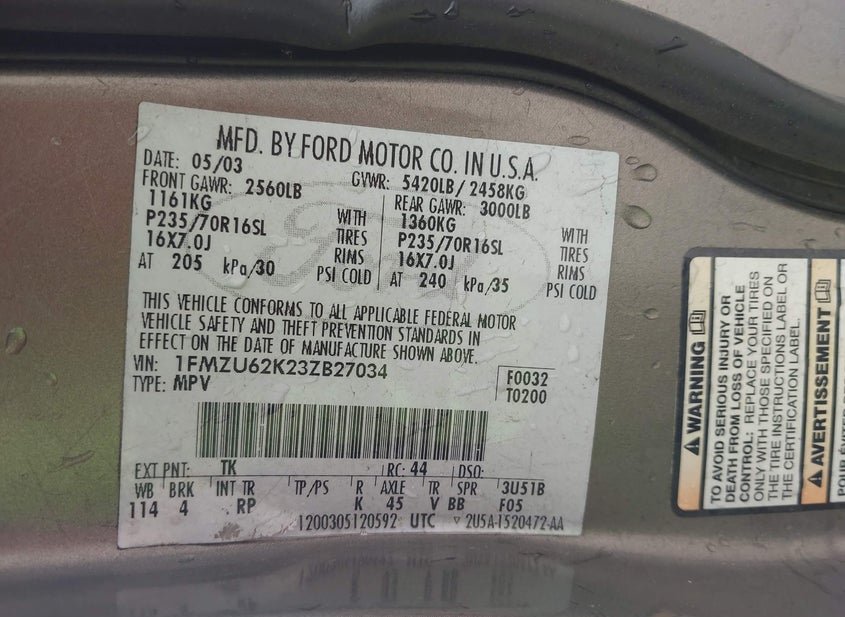 MFD. BY FORD MOTOR CO. IN U.S.A.
DATE: 05/03 GVWR: 5420LB/ 2458KG
FRONT GAWR: 2560LB REAR GAWR: 3000LB
1161KG WITH 1360KG WITH
P235/70R16SL TIRES P235/70R16SL TIRES
16X7.0J RIMS 16X7.0J RIMS
AT 205 kPa/30 PSI COLD AT 240 kPa/35 PSI COLD
THIS VEHICLE CONFORMS TO ALL APPLICABLE FEDERAL MOTOR
VEHICLE SAFETY AND THEFT PREVENTION STANDARDS IN
EFFECT ON THE DATE OF MANUFACTURE SHOWN ABOVE.
VIN: 1FMZU62K23ZB27034
TYPE: MPV
F0032
T0200
EXT PNT: TK RC: 44 DSO:
WB BRK INT TR TP/PS R AXLE TR SPR 3U51B
114 4 RP K 45 V BB F05
1200305120592 UTC 2U5A-1520472-AA
Ford
WARNING
TO AVOID SERIOUS INJURY OR
DEATH FROM LOSS OF VEHICLE
CONTROL: REPLACE YOUR TIRES
ONLY WITH THOSE SPECIFIED ON
THE TIRE INSTRUCTIONS LABEL OR
THE CERTIFICATION LABEL.
AVERTISSEMENT